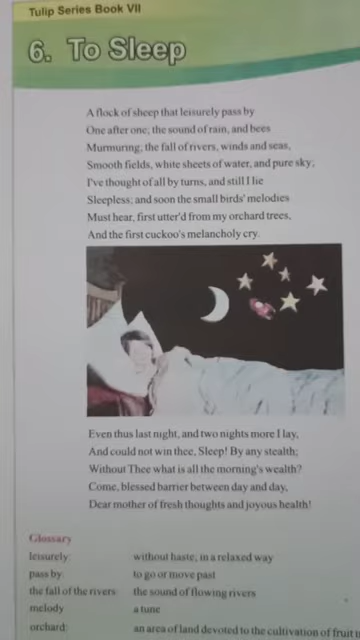 Tulip Series Book VII
6. To Sleep
A flock of sheep that leisurely pass by
One after one; the sound of rain, and bees
Murmuring; the fall of rivers, winds and seas,
Smooth fields, white sheets of water, and pure sky;
I've thought of all by turns, and still I lie
Sleepless; and soon the small birds' melodies
Must hear, first utter'd from my orchard trees,
And the first cuckoo's melancholy cry.
Even thus last night, and two nights more I lay,
And could not win thee, Sleep! By any stealth;
Without Thee what is all the morning's wealth?
Come, blessed barrier between day and day,
Dear mother of fresh thoughts and joyous health!
Glossary
leisurely: without haste, in a relaxed way
pass by: to go or move past
the fall of the rivers the sound of flowing rivers
melody a tune
orchard: an area of land devoted to the cultivation of fruit